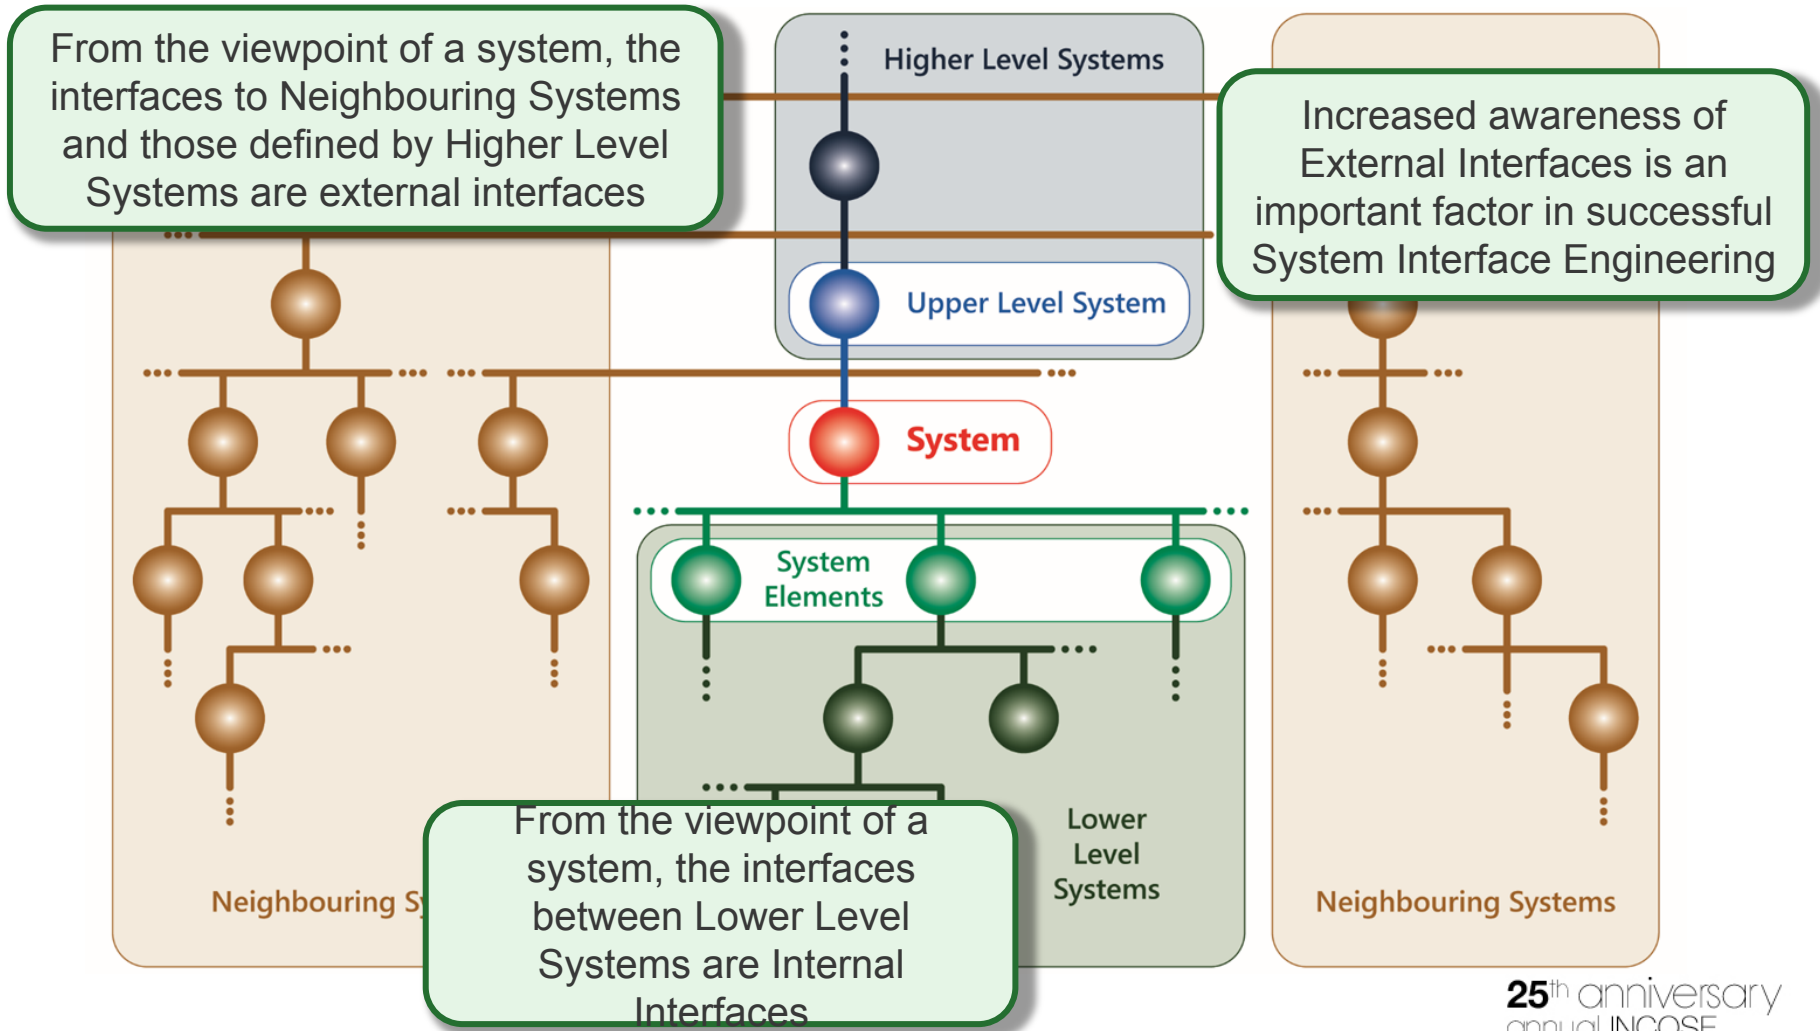 From the viewpoint of a system, the
interfaces to Neighbouring Systems
and those defined by Higher Level
Systems are external interfaces
Higher Level Systems
Increased awareness of
External Interfaces is an
important factor in successful
System Interface Engineering
Upper Level System
System
System
Elements
Lower
Level
Systems
From the viewpoint of a
system, the interfaces
between Lower Level
Systems are Internal
Interfaces
Neighbouring Sy
Neighbouring Systems
25th anniversary
annual INCOSE